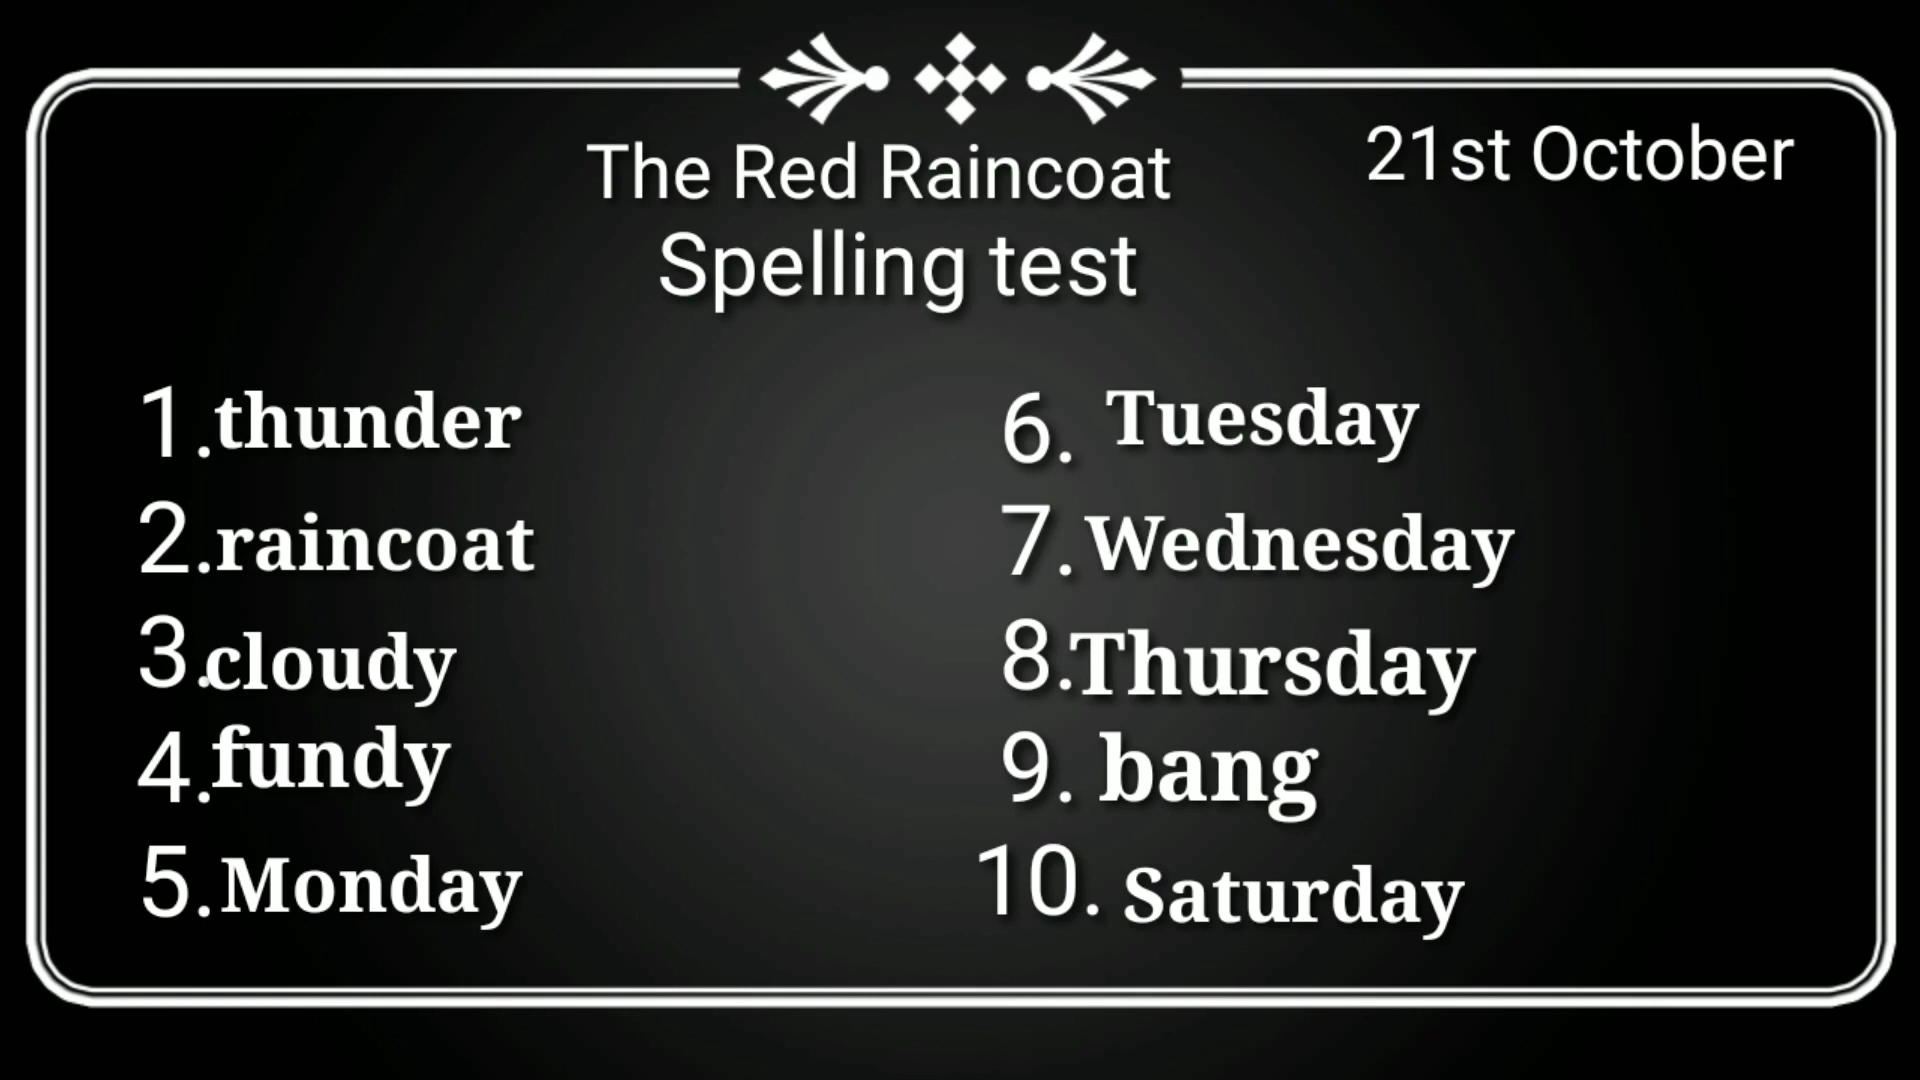 21st October
The Red Raincoat
Spelling test
1.thunder
2.raincoat
3.cloudy
4.fundy
5.Monday
6. Tuesday
7.Wednesday
8.Thursday
9. bang
10. Saturday